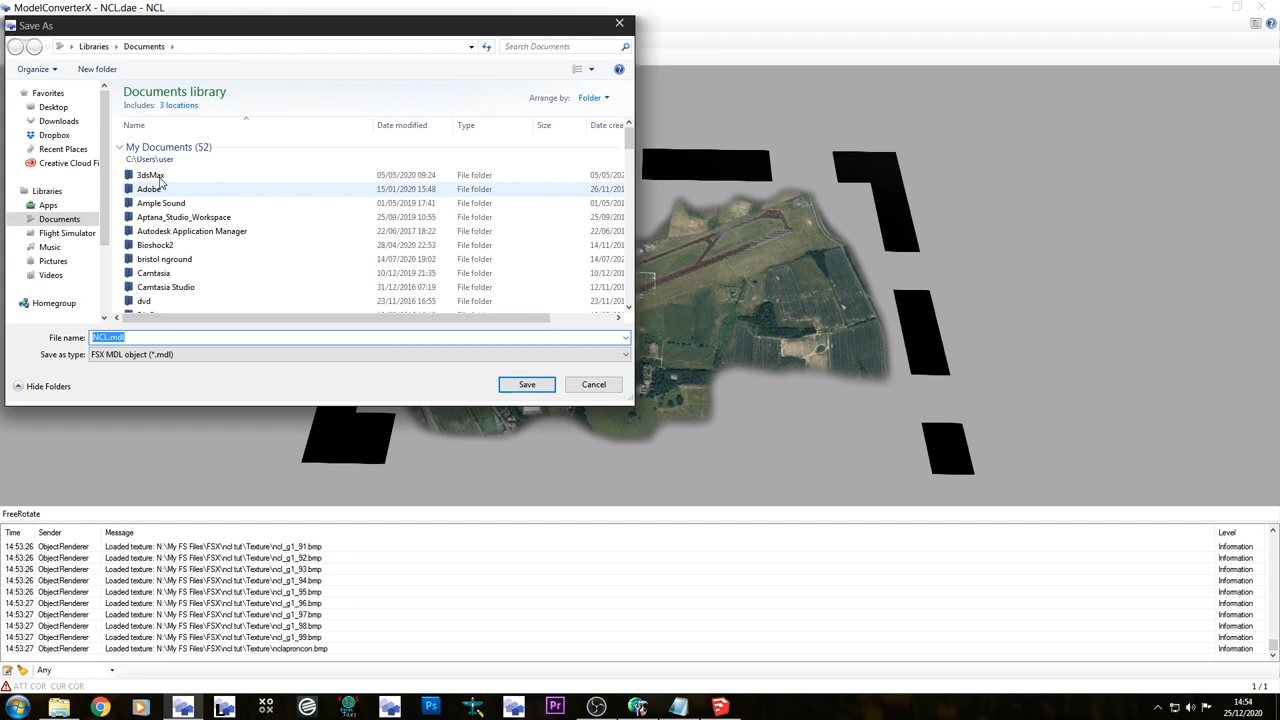 ModelConverterX - NCL.dae - NCL
Save As
Libraries
Documents
Search Documents
Organize
New folder
Favorites
Desktop
Downloads
Dropbox
Recent Places
Creative Cloud Fi
Libraries
Apps
Documents
Flight Simulator
Music
Pictures
Videos
Homegroup
Documents library
Includes: 3 locations
Arrange by: Folder
Name Date modified Type Size Date crea
My Documents (52)
C:\Users\user
3dsMax 05/05/2020 09:24 File folder 05/05/202
Adobe 15/01/2020 15:48 File folder 26/11/201
Ample Sound 01/05/2019 17:41 File folder 01/05/201
Aptana_Studio_Workspace 25/09/2019 10:55 File folder 25/09/201
Autodesk Application Manager 22/06/2017 18:22 File folder 22/06/201
Bioshock2 28/04/2020 22:53 File folder 14/11/201
bristol nground 14/07/2020 19:02 File folder 14/07/202
Camtasia 10/12/2019 21:35 File folder 10/12/201
Camtasia Studio 31/12/2016 07:19 File folder 12/11/201
dvd 23/11/2016 16:55 File folder 23/11/201
File name: NCL.mdl
Save as type: FSX MDL object (*.mdl)
Hide Folders
Save
Cancel
FreeRotate
Time Sender Message Level
14:53:26 ObjectRenderer Loaded texture: N:\My FS Files\FSX\ncl tut\Texture\ncl_g1_91.bmp Information
14:53:26 ObjectRenderer Loaded texture: N:\My FS Files\FSX\ncl tut\Texture\ncl_g1_92.bmp Information
14:53:26 ObjectRenderer Loaded texture: N:\My FS Files\FSX\ncl tut\Texture\ncl_g1_93.bmp Information
14:53:26 ObjectRenderer Loaded texture: N:\My FS Files\FSX\ncl tut\Texture\ncl_g1_94.bmp Information
14:53:26 ObjectRenderer Loaded texture: N:\My FS Files\FSX\ncl tut\Texture\ncl_g1_95.bmp Information
14:53:27 ObjectRenderer Loaded texture: N:\My FS Files\FSX\ncl tut\Texture\ncl_g1_96.bmp Information
14:53:27 ObjectRenderer Loaded texture: N:\My FS Files\FSX\ncl tut\Texture\ncl_g1_97.bmp Information
14:53:27 ObjectRenderer Loaded texture: N:\My FS Files\FSX\ncl tut\Texture\ncl_g1_98.bmp Information
14:53:27 ObjectRenderer Loaded texture: N:\My FS Files\FSX\ncl tut\Texture\ncl_g1_99.bmp Information
14:53:27 ObjectRenderer Loaded texture: N:\My FS Files\FSX\ncl tut\Texture\nclaproncon.bmp Information
Any
ATT COR CUR COR
1 / 1
Ps
Pr
14:54
25/12/2020